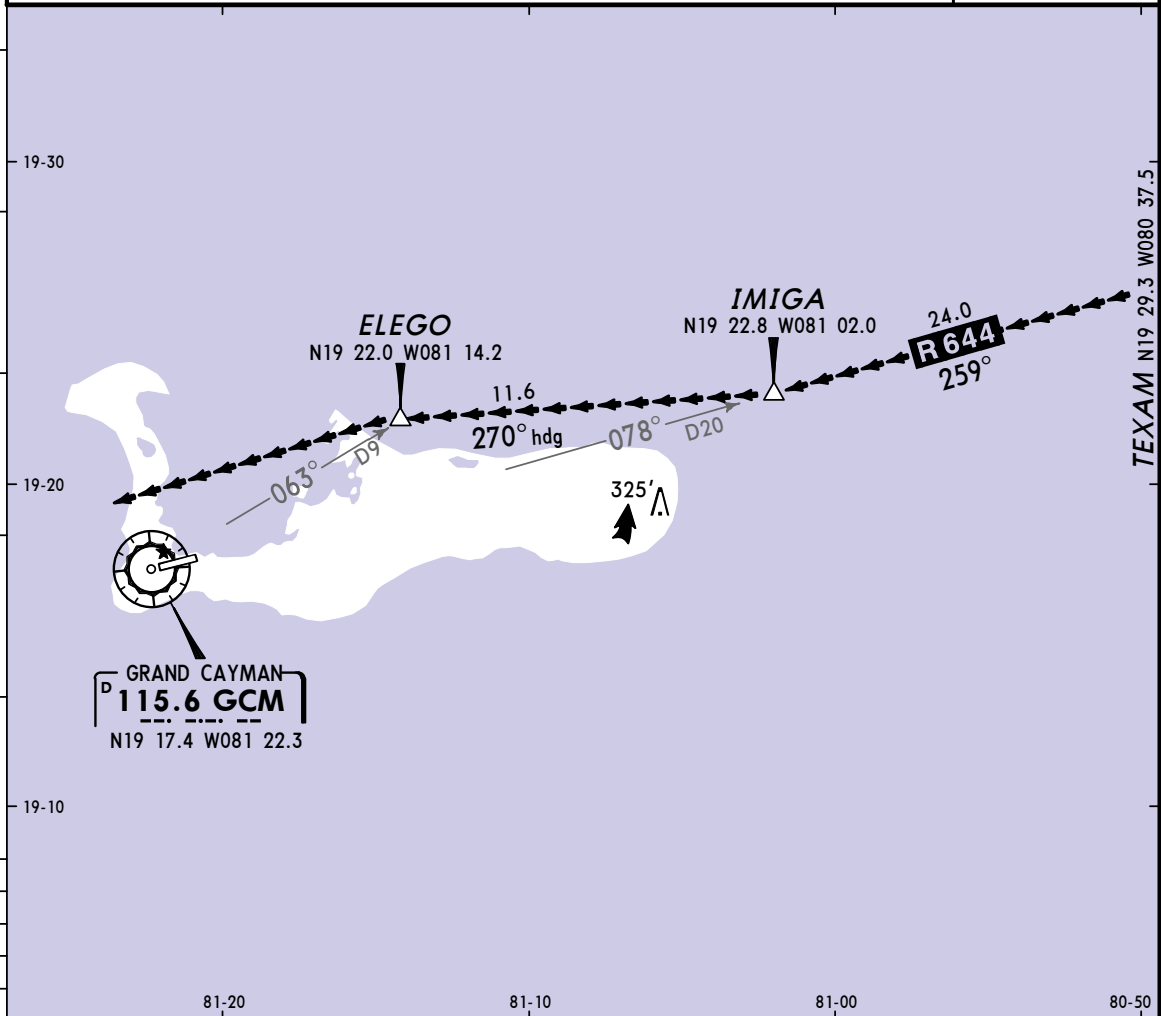 19-30
TEXAM N19 29.3 W080 37.5
IMIGA
N19 22.8 W081 02.0
24.0
R 644
259°
ELEGO
N19 22.0 W081 14.2
11.6
270° hdg
078°
D20
063°
D9
19-20
325'
GRAND CAYMAN
D
115.6 GCM
N19 17.4 W081 22.3
19-10
81-20
81-10
81-00
80-50